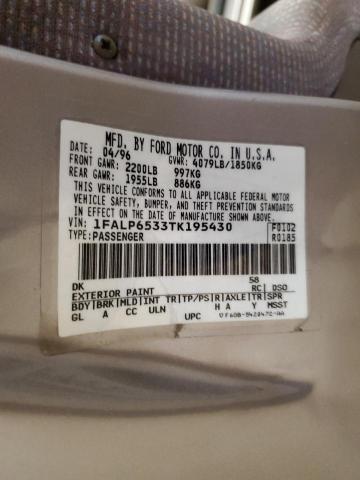 MFD. BY FORD MOTOR CO. IN U.S.A.
DATE: 04/96 GVWR: 4079LB/1850KG
FRONT GAWR: 2200LB 997KG
REAR GAWR: 1955LB 886KG
THIS VEHICLE CONFORMS TO ALL APPLICABLE FEDERAL MOTOR
VEHICLE SAFETY, BUMPER, AND THEFT PREVENTION STANDARDS
IN EFFECT ON THE DATE OF MANUFACTURE SHOWN ABOVE.
VIN: 1FALP6533TK195430 F0102
TYPE: PASSENGER R0185
DK 58
EXTERIOR PAINT RC| DSO
BDY|BRK|MLD|INT TR|TP/PS|R|AXLE|TR|SPR
GL A CC ULN H A Y MSST
UPC VF60B-5420472-AA